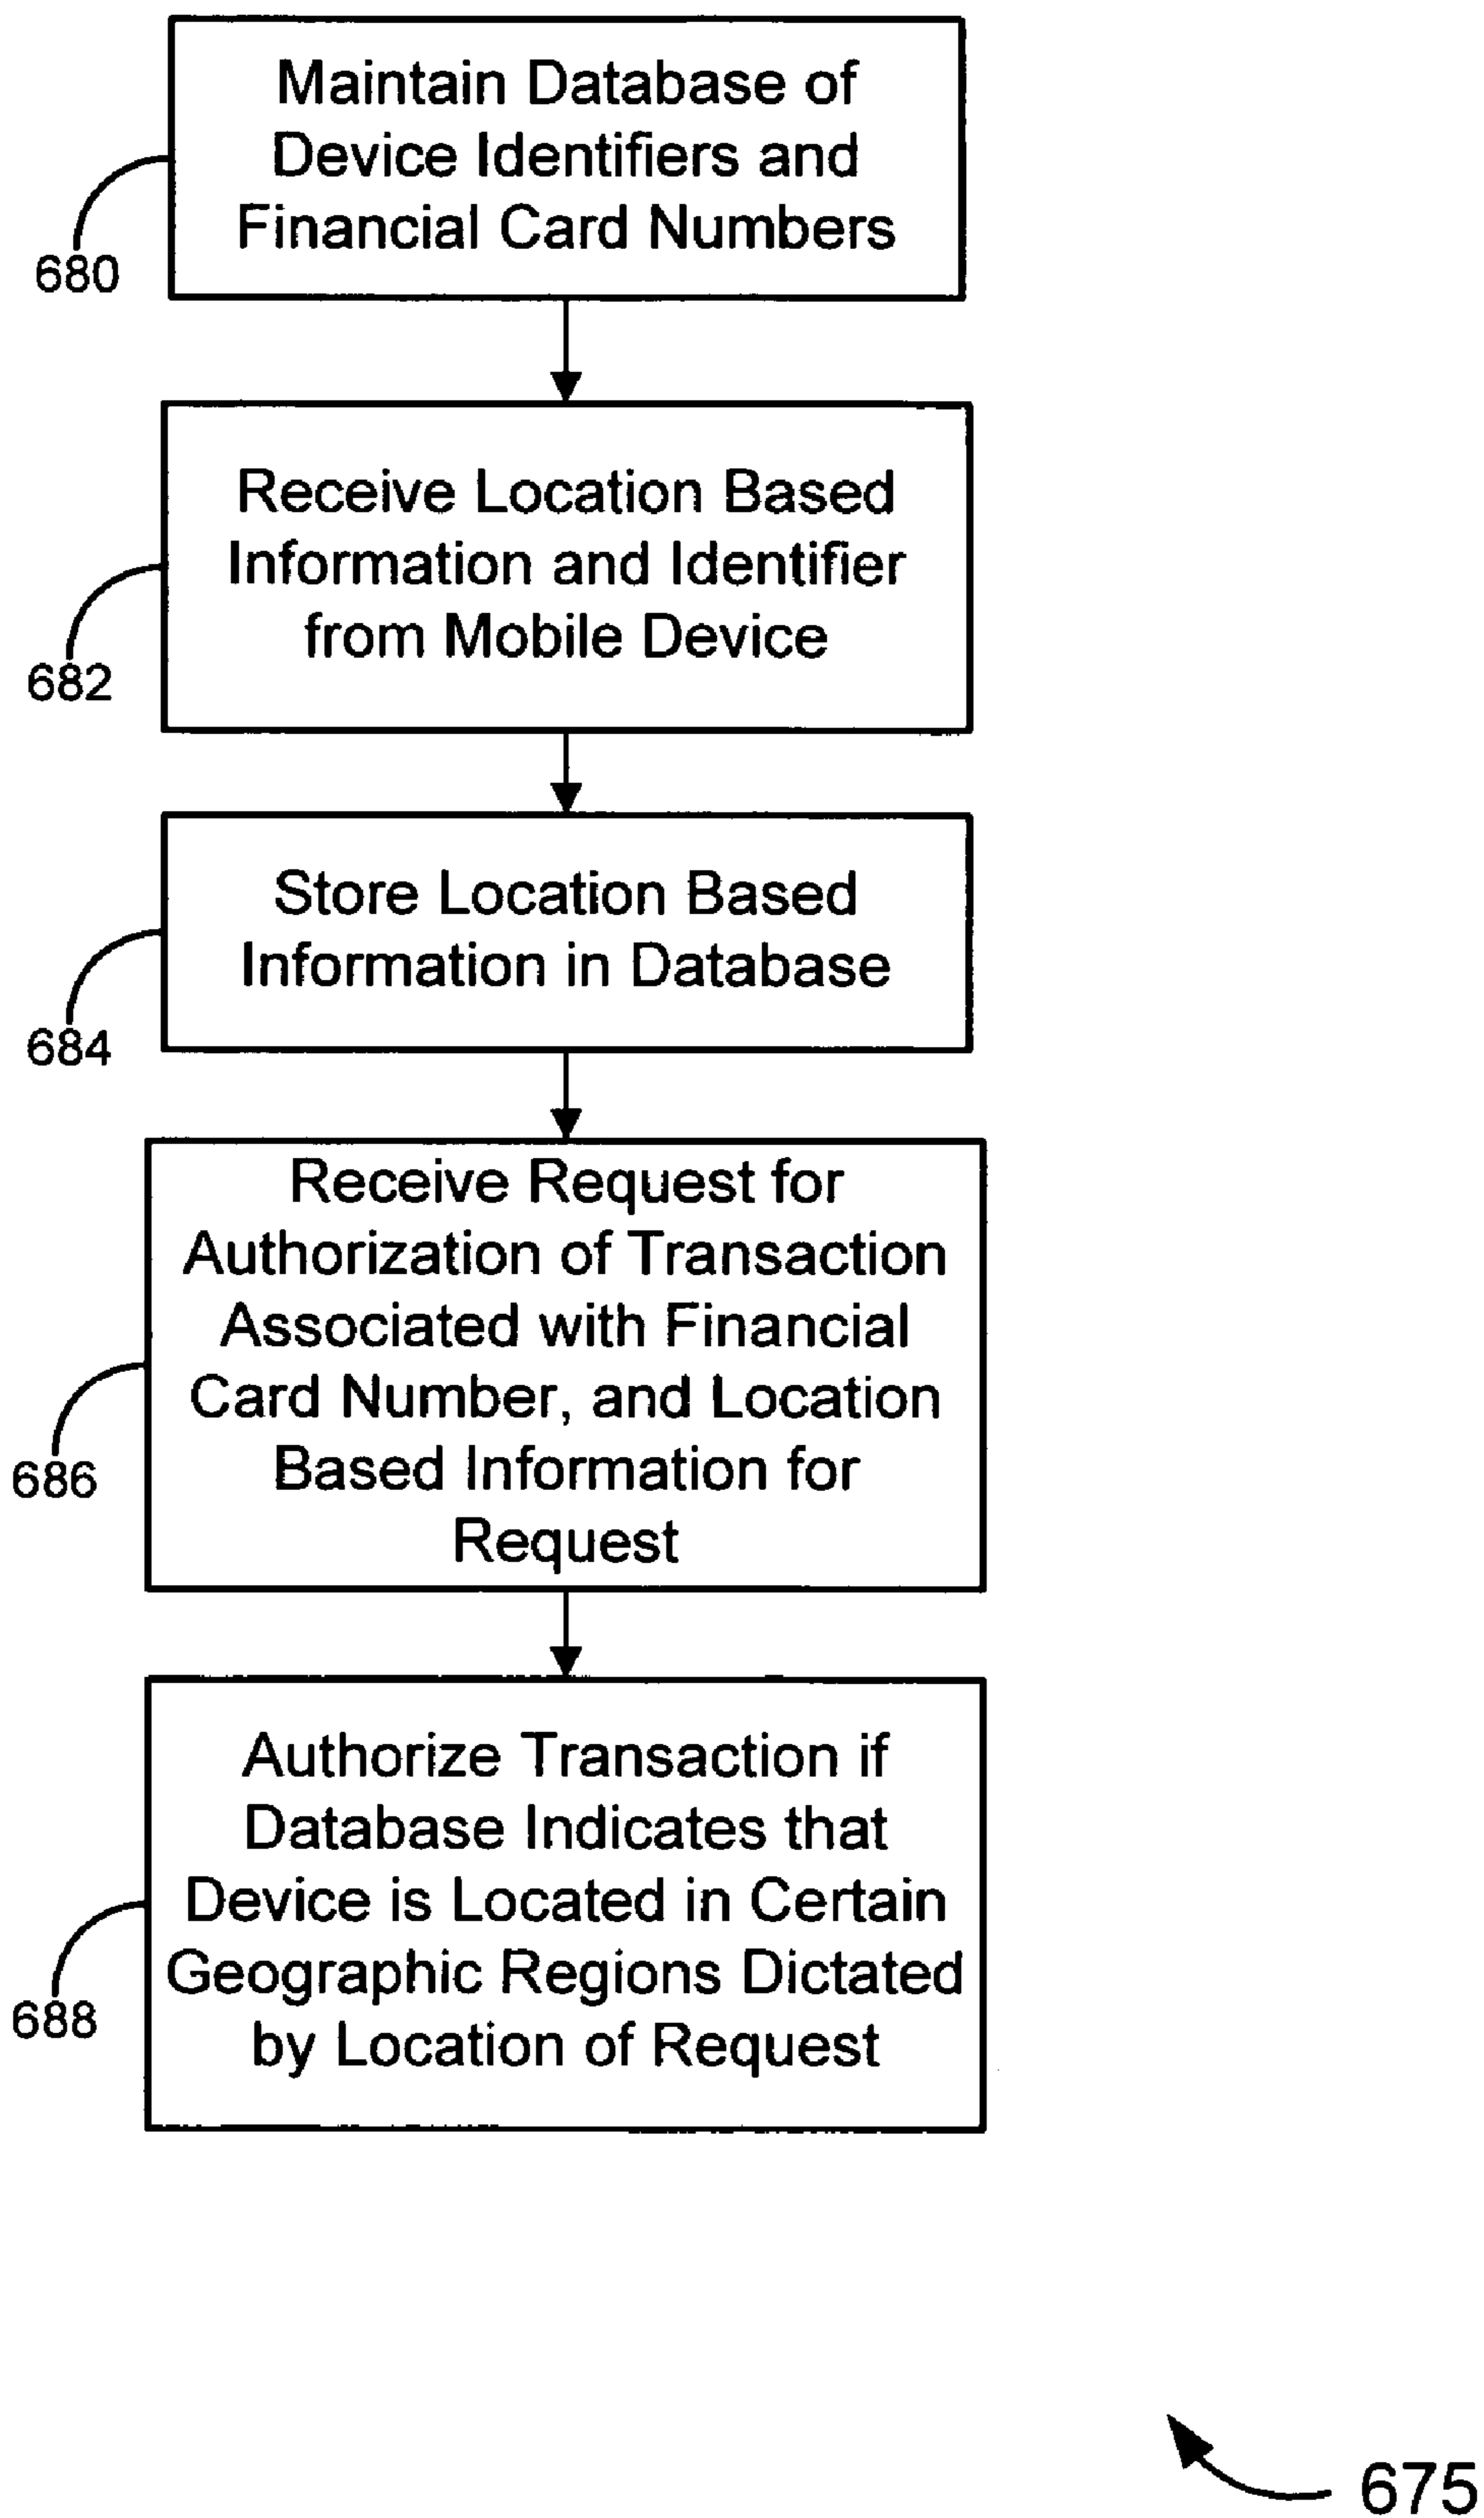 Maintain Database of
Device Identifiers and
Financial Card Numbers
680
Receive Location Based
Information and Identifier
from Mobile Device
682
Store Location Based
Information in Database
684
Receive Request for
Authorization of Transaction
Associated with Financial
Card Number, and Location
Based Information for
Request
686
Authorize Transaction if
Database Indicates that
Device is Located in Certain
Geographic Regions Dictated
by Location of Request
688
675